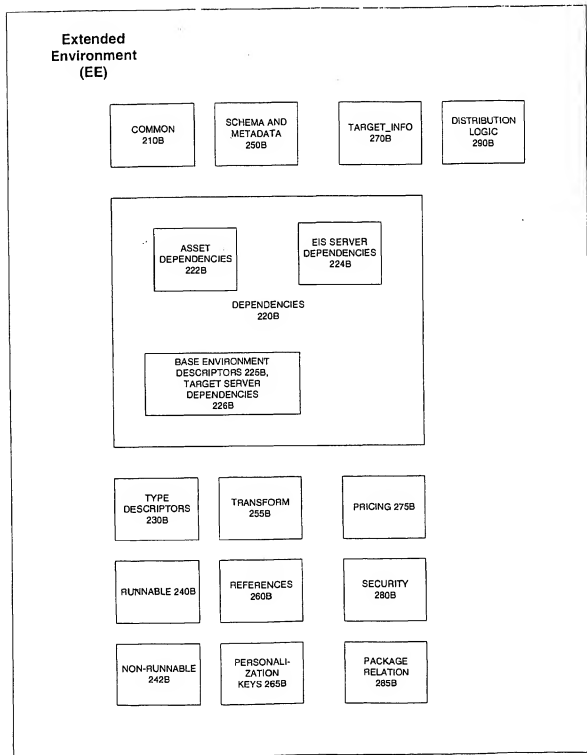 Extended
Environment
(EE)
COMMON
210B
SCHEMA AND
METADATA
250B
TARGET_INFO
270B
DISTRIBUTION
LOGIC
290B
ASSET
DEPENDENCIES
222B
EIS SERVER
DEPENDENCIES
224B
DEPENDENCIES
220B
BASE ENVIRONMENT
DESCRIPTORS 225B,
TARGET SERVER
DEPENDENCIES
226B
TYPE
DESCRIPTORS
230B
TRANSFORM
255B
PRICING 275B
RUNNABLE 240B
REFERENCES
260B
SECURITY
280B
NON-RUNNABLE
242B
PERSONALI-
ZATION
KEYS 265B
PACKAGE
RELATION
285B